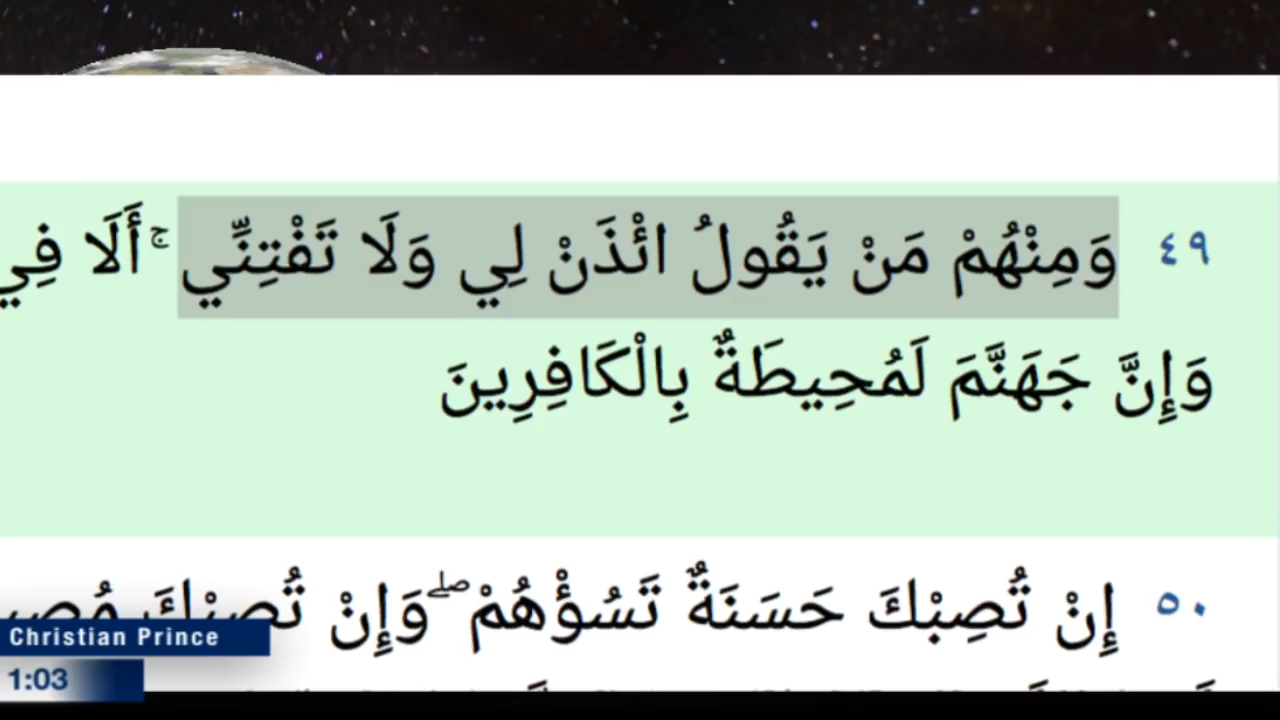 ٤٩ وَمِنْهُمْ مَنْ يَقُولُ ائْذَنْ لِي وَلَا تَفْتِنِّي ۚ أَلَا فِي
وَإِنَّ جَهَنَّمَ لَمُحِيطَةٌ بِالْكَافِرِينَ
٥٠ إِنْ تُصِبْكَ حَسَنَةٌ تَسُؤْهُمْ ۖ وَإِنْ تُصِبْكَ
Christian Prince
1:03